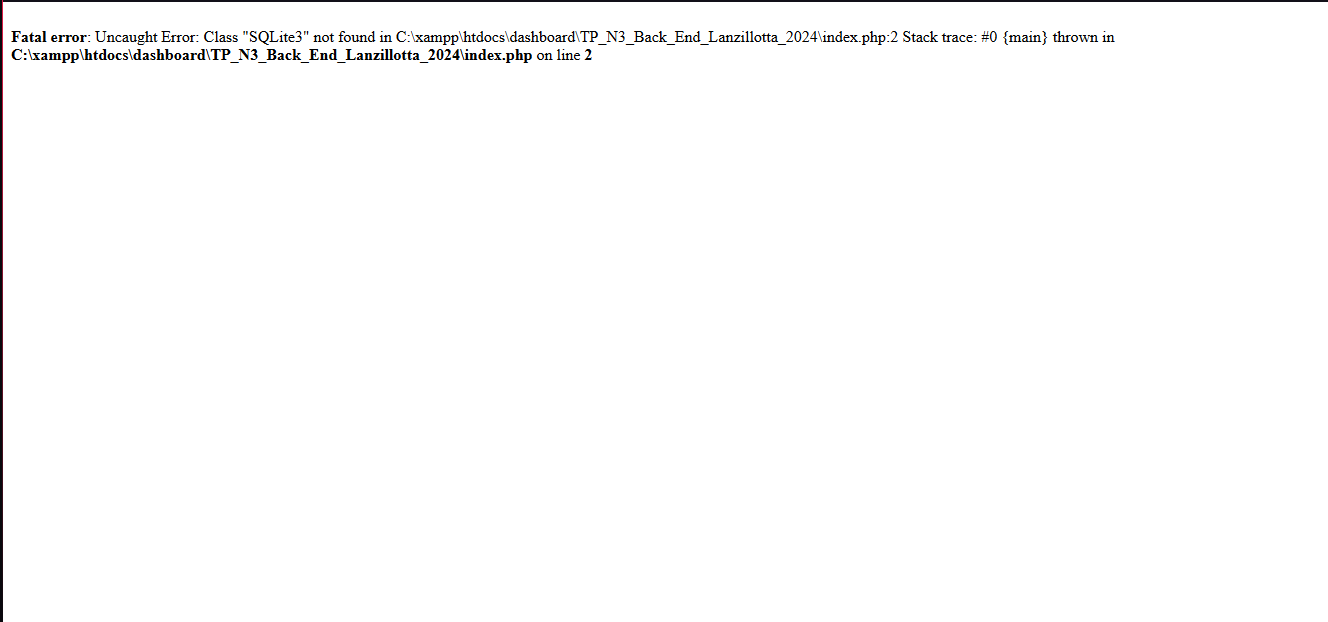 Fatal error: Uncaught Error: Class "SQLite3" not found in C:\xampp\htdocs\dashboard\TP_N3_Back_End_Lanzillotta_2024\index.php:2 Stack trace: #0 {main} thrown in
C:\xampp\htdocs\dashboard\TP_N3_Back_End_Lanzillotta_2024\index.php on line 2